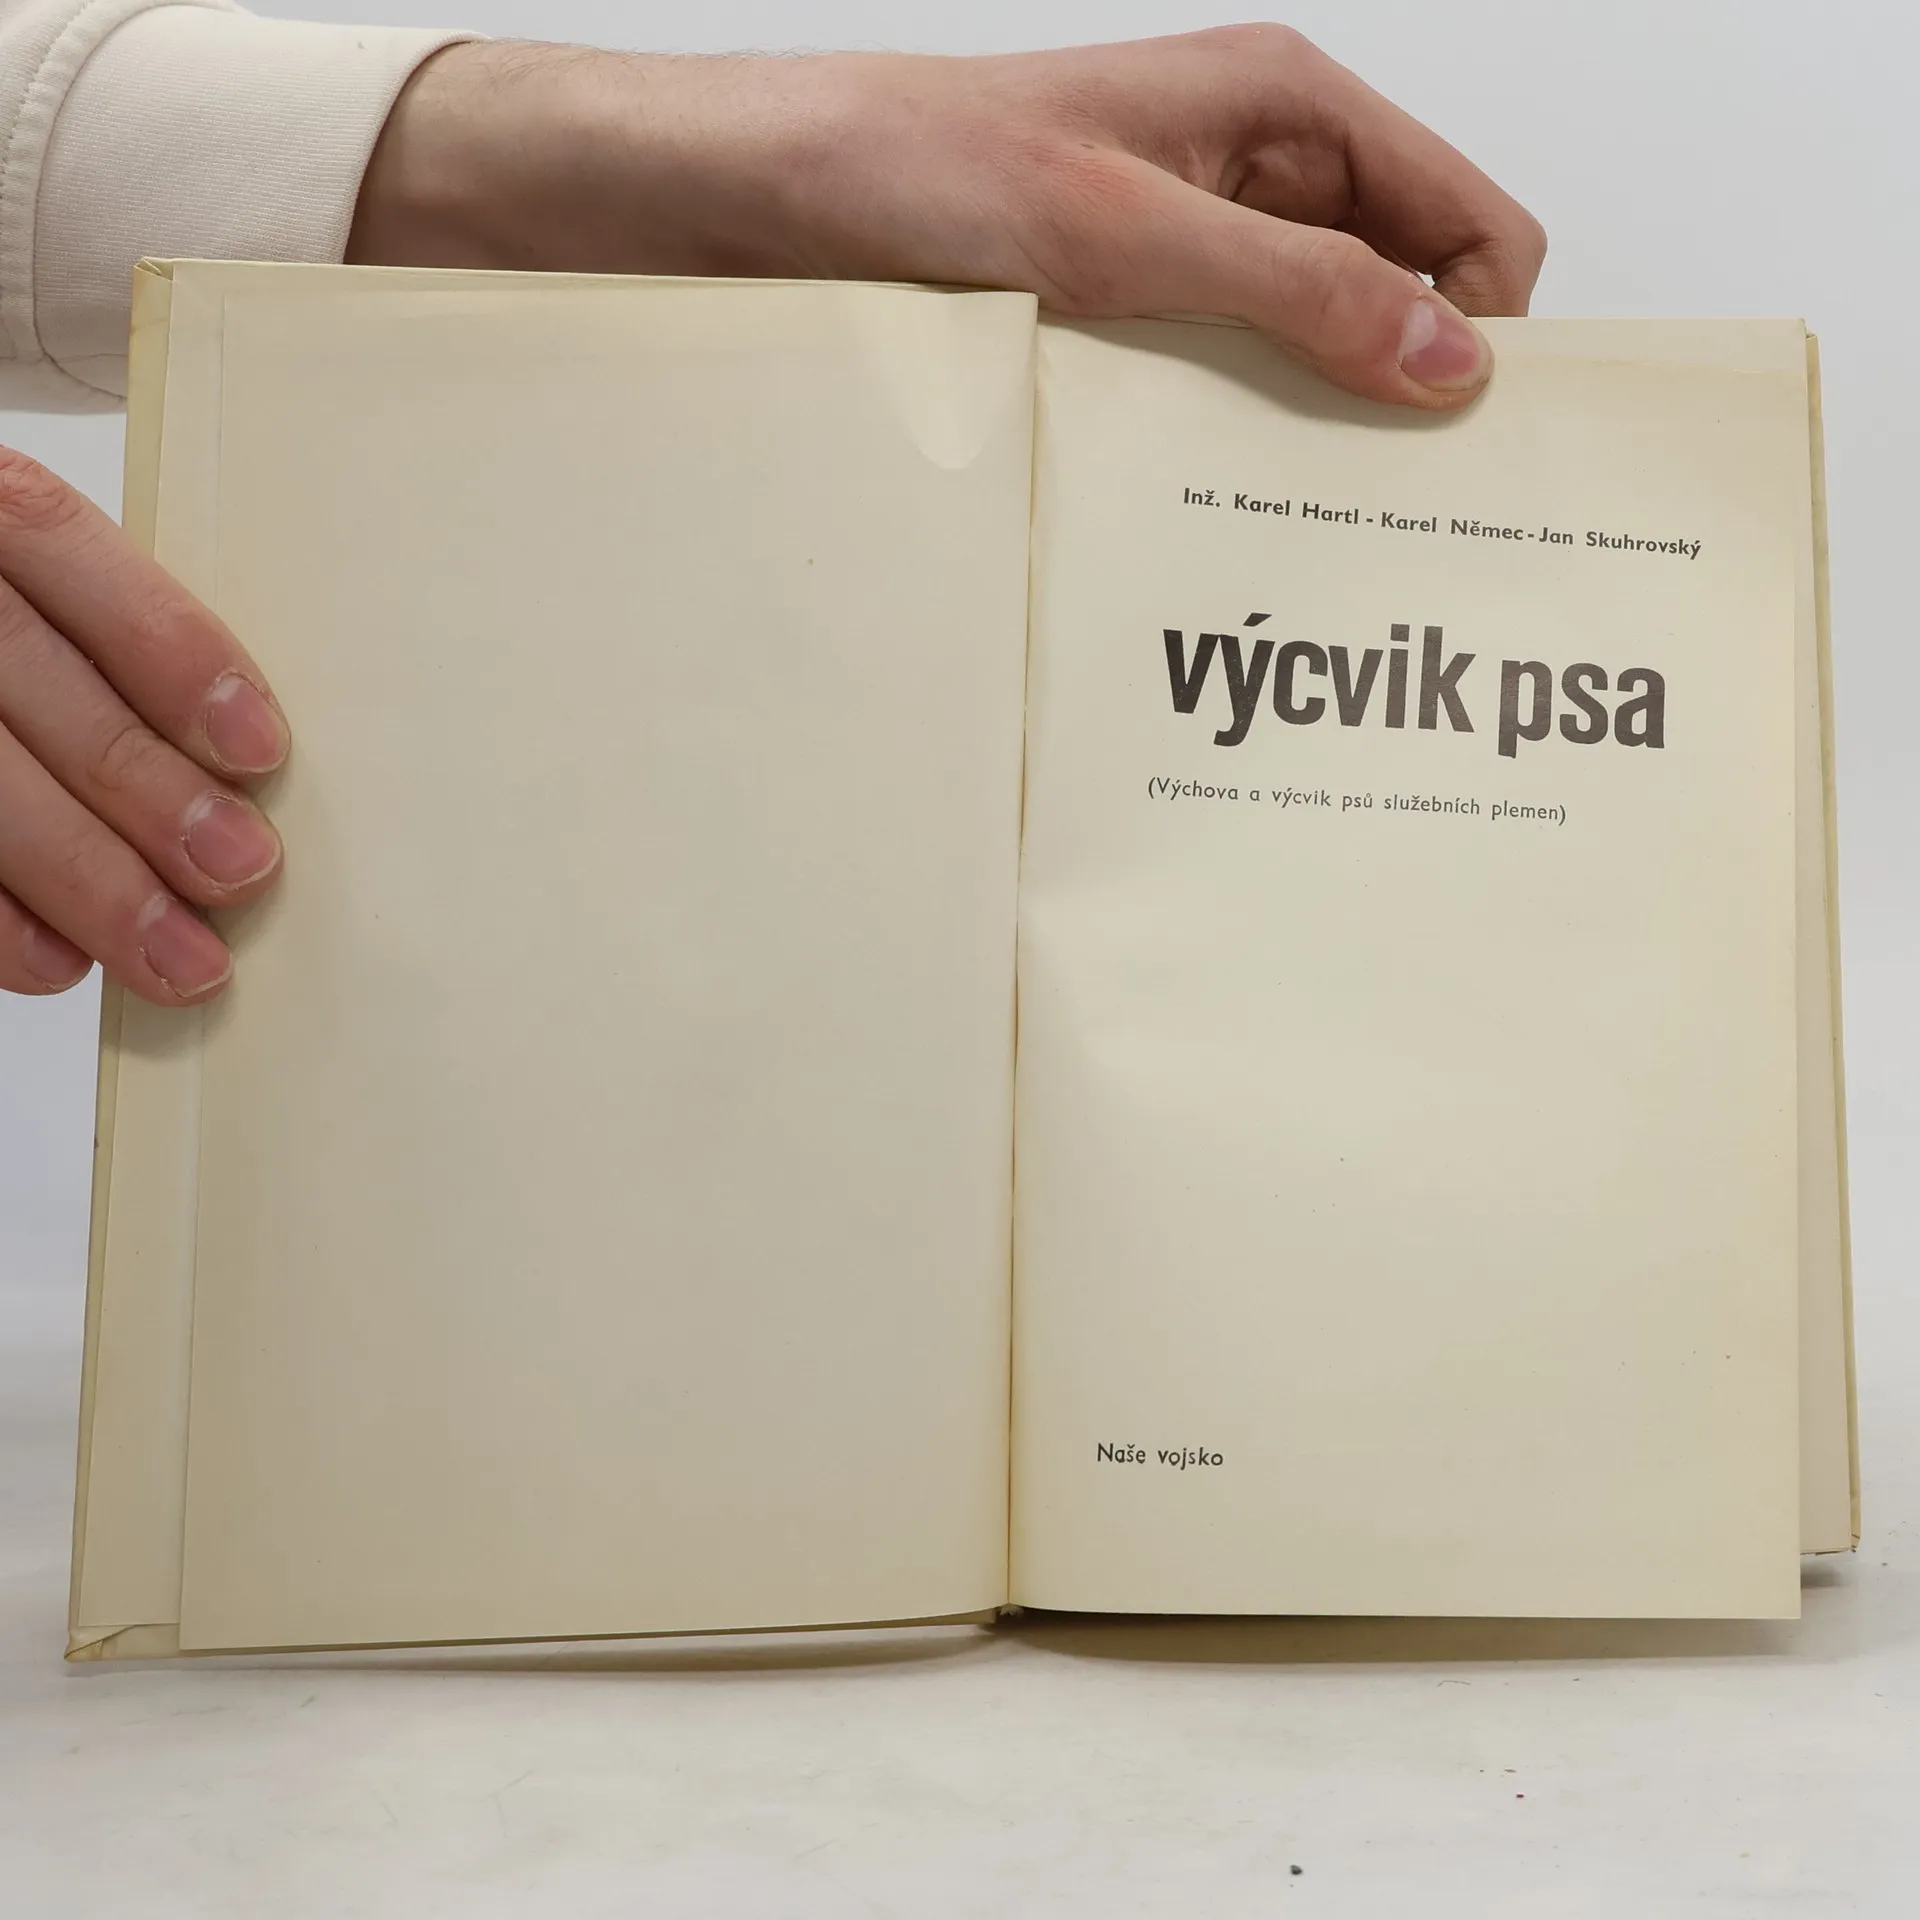 Inž. Karel Hartl - Karel Němec - Jan Skuhrovský
výcvik psa
(Výchova a výcvik psů služebních plemen)
Naše vojsko